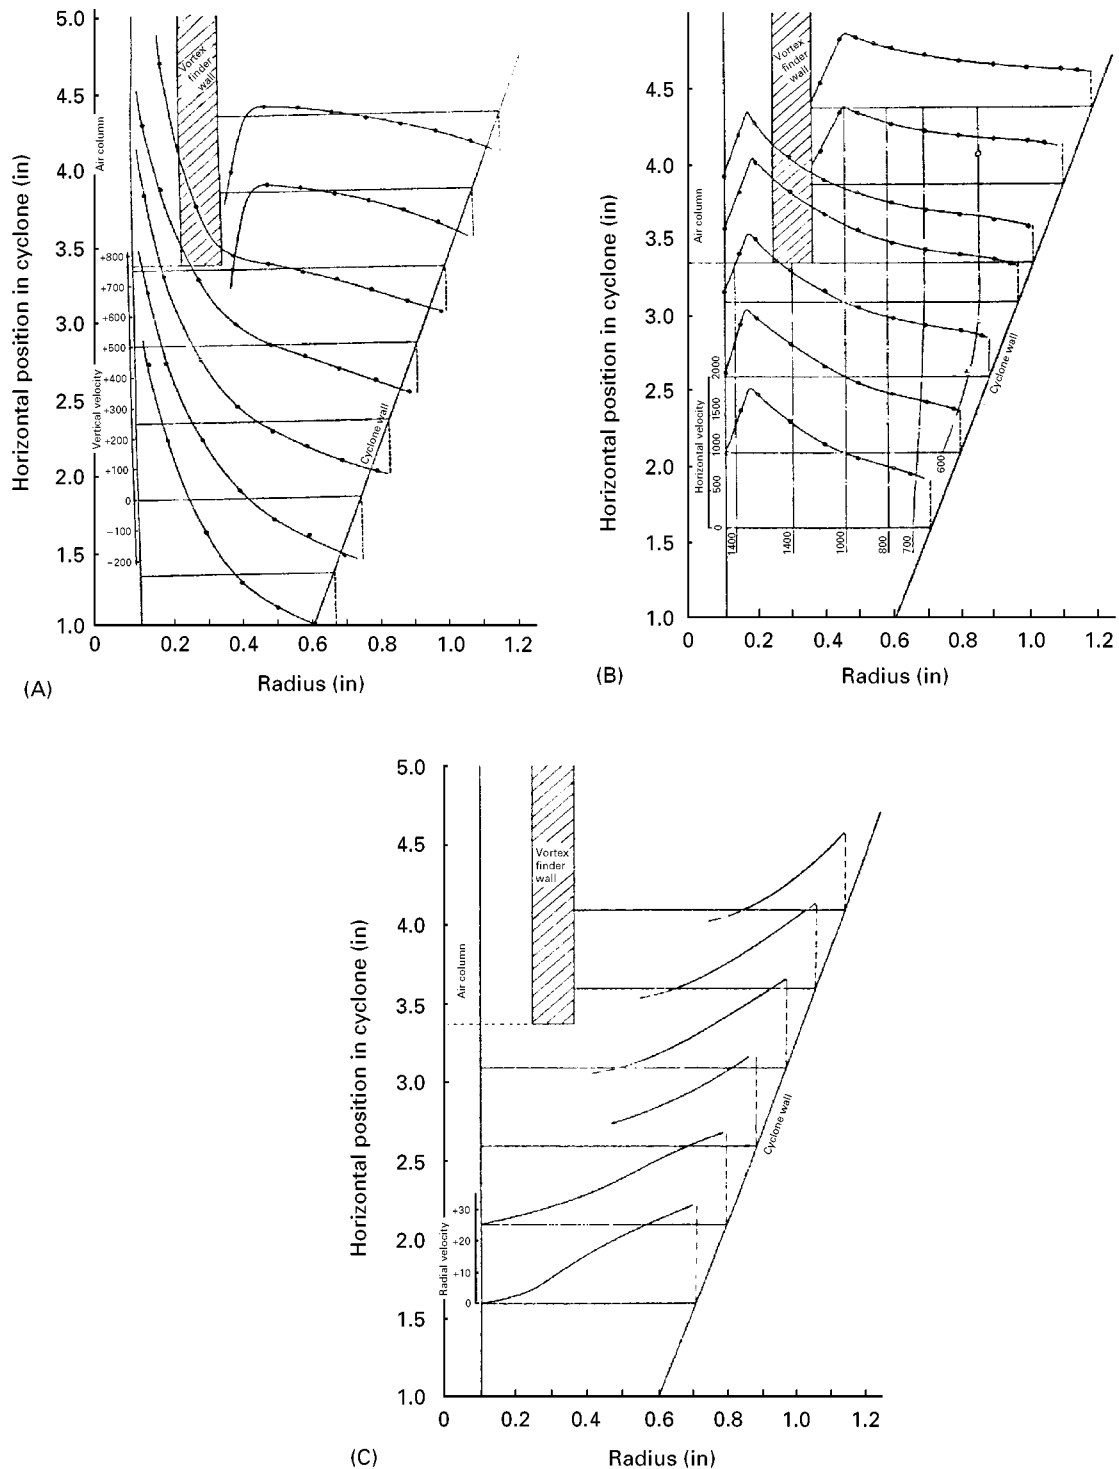 5.0
4.5
4.0
3.5
3.0
2.5
2.0
1.5
1.0
Horizontal position in cyclone (in)
Air column
Vortex
finder
wall
+800
+700
+600
+500
+400
+300
+200
+100
0
−100
−200
Vertical velocity
Cyclone wall
0
0.2
0.4
0.6
0.8
1.0
1.2
Radius (in)
(A)
4.5
4.0
3.5
3.0
2.5
2.0
1.5
1.0
Horizontal position in cyclone (in)
Air column
Vortex
finder
wall
2000
1500
1000
500
0
Horizontal velocity
1400
1400
1000
800
700
600
Cyclone wall
0
0.2
0.4
0.6
0.8
1.0
1.2
Radius (in)
(B)
5.0
4.5
4.0
3.5
3.0
2.5
2.0
1.5
1.0
Horizontal position in cyclone (in)
Air column
Vortex
finder
wall
+30
+20
+10
0
Radial velocity
Cyclone wall
0
0.2
0.4
0.6
0.8
1.0
1.2
Radius (in)
(C)